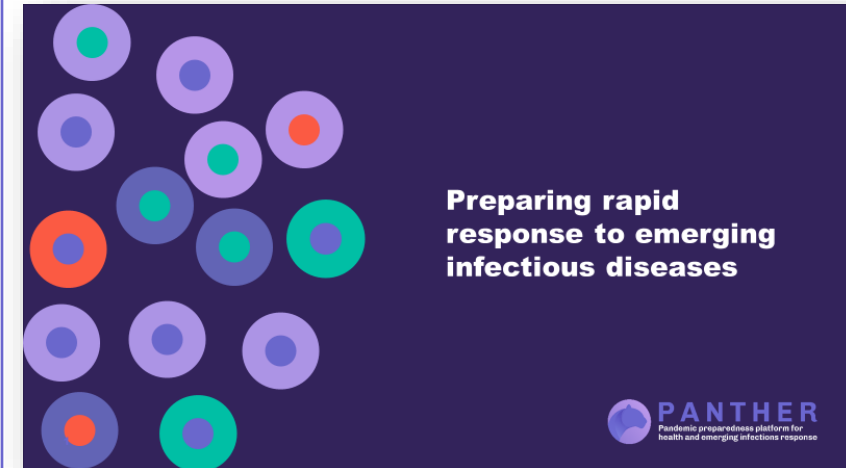 Preparing rapid
response to emerging
infectious diseases
PANTHER
Pandemic preparedness platform for
health and emerging infections response